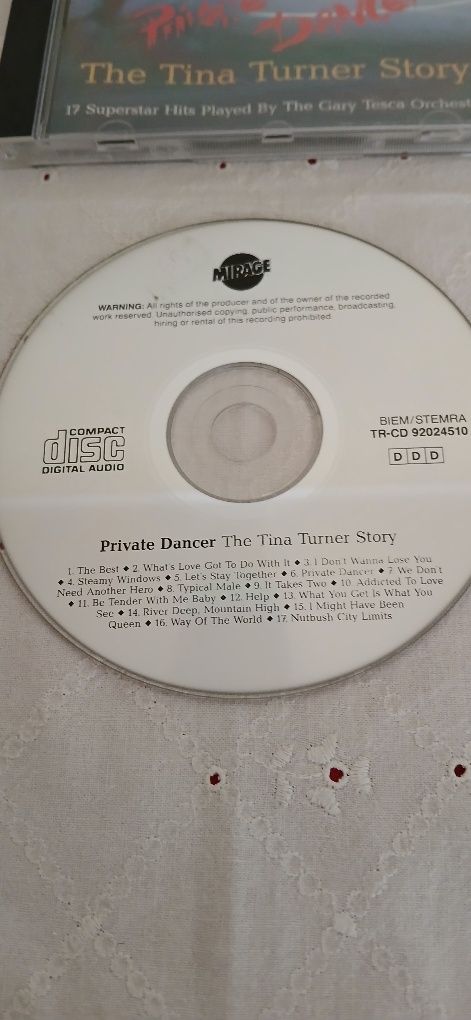 Private Dancer
The Tina Turner Story
17 Superstar Hits Played By The Gary Tesca
MIRAGE
WARNING: All rights of the producer and of the owner of the recorded
work reserved. Unauthorised copying, public performance, broadcasting,
hiring or rental of this recording prohibited.
COMPACT
disc
DIGITAL AUDIO
BIEM/STEMRA
TR-CD 92024510
D D D
Private Dancer The Tina Turner Story
1. The Best ◆ 2. What's Love Got To Do With It ◆ 3. I Don't Wanna Lose You
◆ 4. Steamy Windows ◆ 5. Let's Stay Together ◆ 6. Private Dancer ◆ 7. We Don't
Need Another Hero ◆ 8. Typical Male ◆ 9. It Takes Two ◆ 10. Addicted To Love
◆ 11. Be Tender With Me Baby ◆ 12. Help ◆ 13. What You Get Is What You
See ◆ 14. River Deep, Mountain High ◆ 15. I Might Have Been
Queen ◆ 16. Way Of The World ◆ 17. Nutbush City Limits